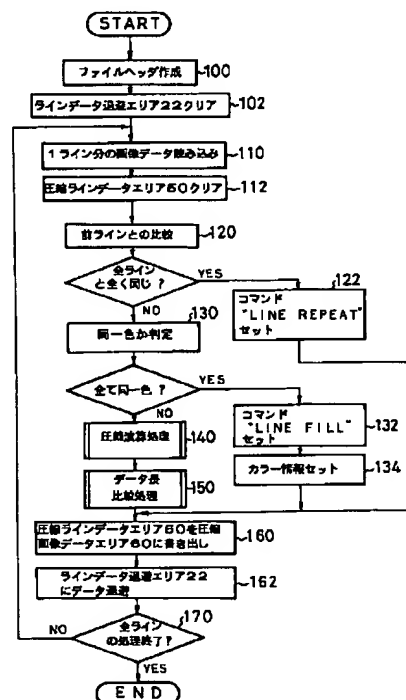 START
ファイルヘッダ作成
100
ラインデータ退避エリア22クリア
102
1ライン分の画像データ読み込み
110
圧縮ラインデータエリア50クリア
112
前ラインとの比較
120
全ライン
と全く同じ?
YES
NO
コマンド
"LINE REPEAT"
セット
122
同一色か判定
130
全て同一色?
YES
NO
コマンド
"LINE FILL"
セット
132
カラー情報セット
134
圧縮演算処理
140
データ長
比較処理
150
圧縮ラインデータエリア50を圧縮
画像データエリア60に書き出し
160
ラインデータ退避エリア22
にデータ退避
162
全ライン
の処理終了?
170
NO
YES
END